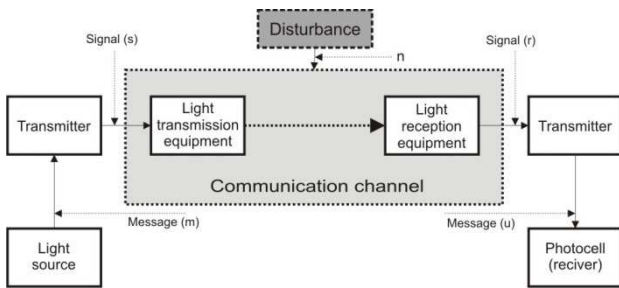 Disturbance
Signal (s)
Signal (r)
n
Transmitter
Light
transmission
equipment
Light
reception
equipment
Transmitter
Communication channel
Message (m)
Message (u)
Light
source
Photocell
(reciver)